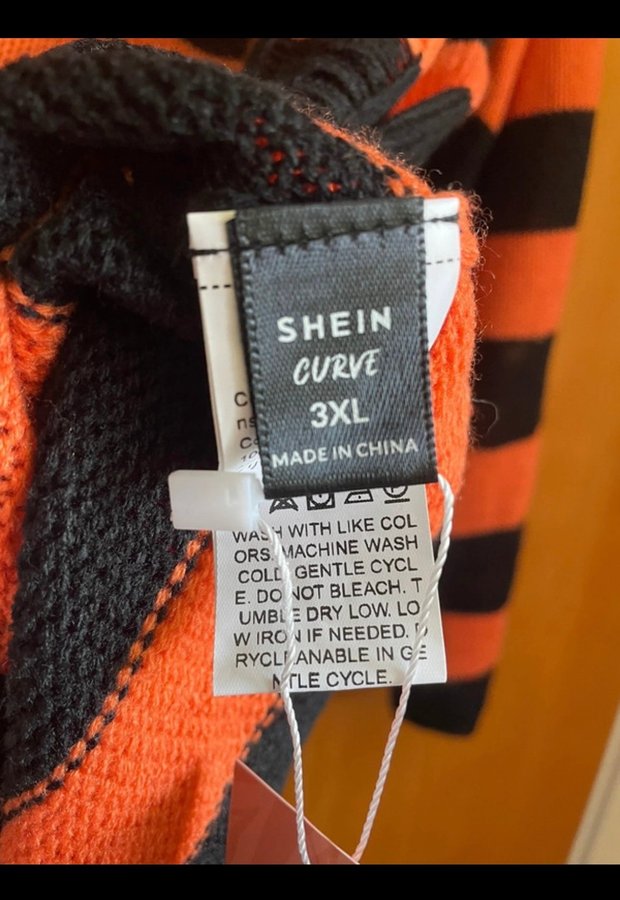 SHEIN
CURVE
3XL
MADE IN CHINA
WASH WITH LIKE COL
ORS. MACHINE WASH
COLD, GENTLE CYCL
E. DO NOT BLEACH. T
UMBLE DRY LOW. LO
W IRON IF NEEDED. D
RYCLEANABLE IN GE
NTLE CYCLE.